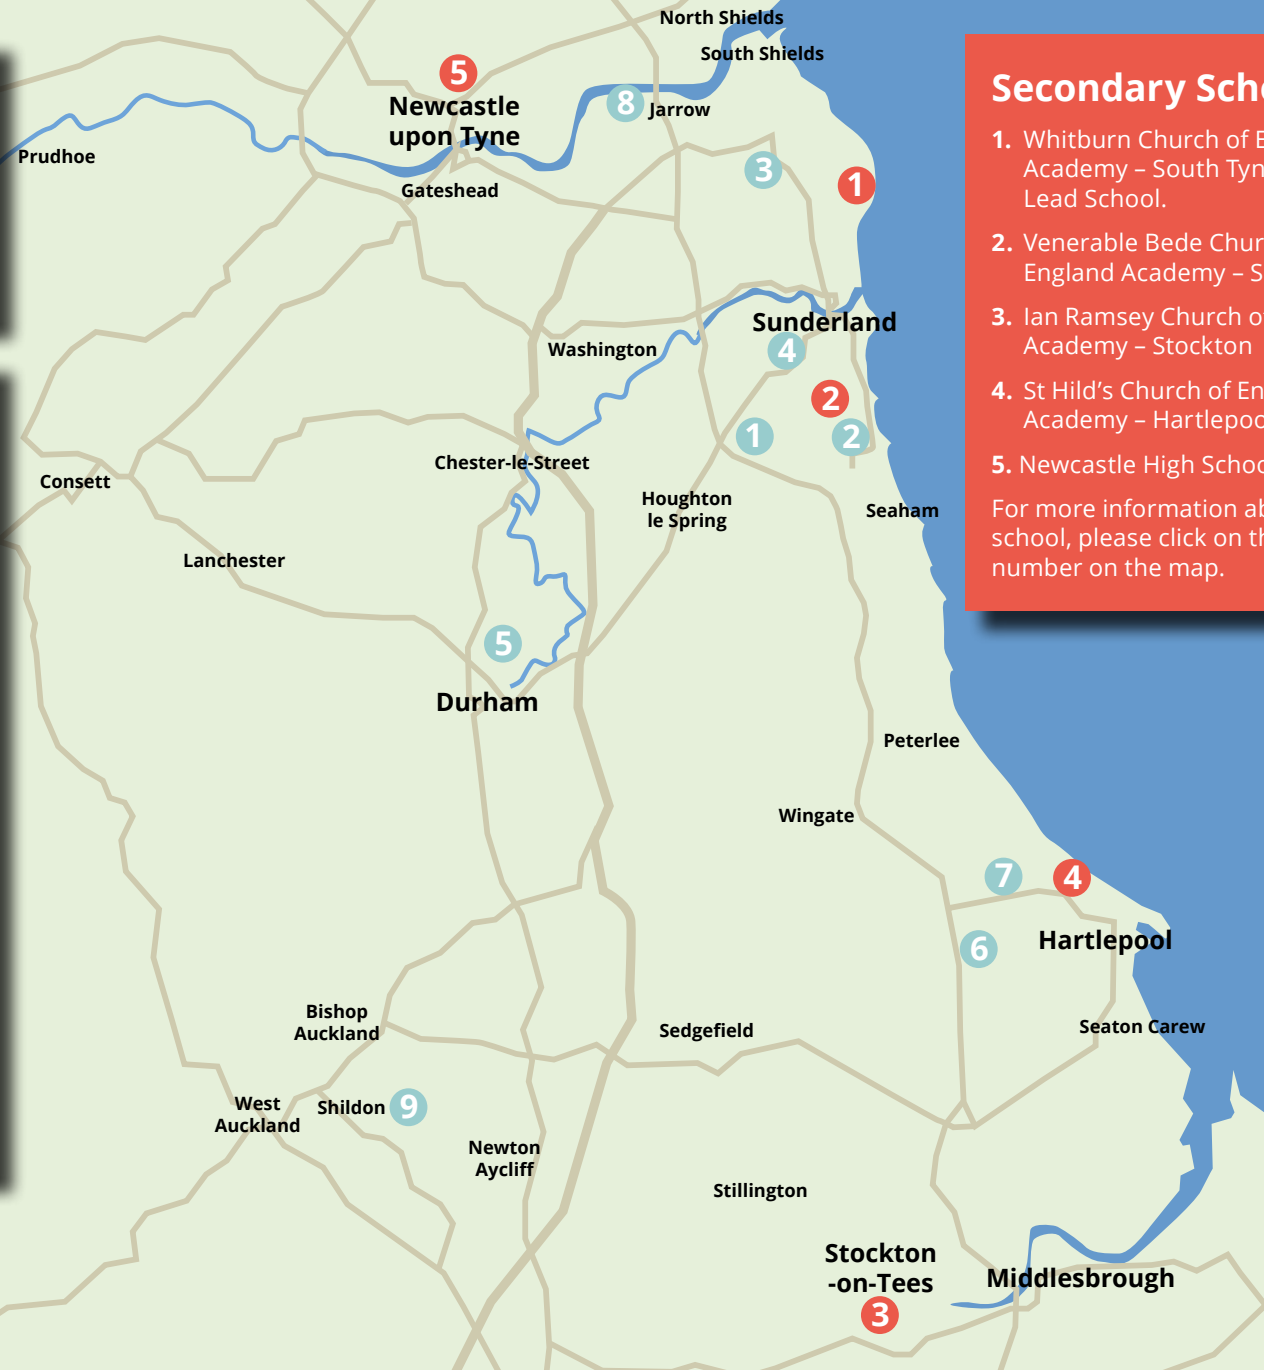 North Shields
South Shields
5
Newcastle
upon Tyne
8
Jarrow
Prudhoe
3
1
Gateshead
Sunderland
Washington
4
2
1
2
Chester-le-Street
Consett
Houghton
le Spring
Seaham
Lanchester
5
Durham
Peterlee
Wingate
7
4
6
Hartlepool
Bishop
Auckland
Sedgefield
Seaton Carew
West
Auckland
Shildon
9
Newton
Aycliff
Stillington
Stockton
-on-Tees
3
Middlesbrough
Secondary Sch
1. Whitburn Church of E
Academy – South Tyn
Lead School.
2. Venerable Bede Chur
England Academy – S
3. Ian Ramsey Church o
Academy – Stockton
4. St Hild's Church of En
Academy – Hartlepoo
5. Newcastle High Schoo
For more information ab
school, please click on th
number on the map.